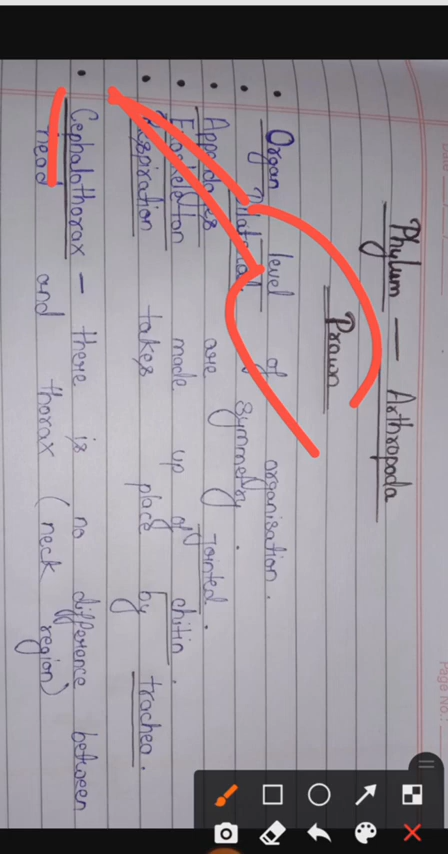 Phylum — Arthropoda
Prawn
• Organ level of organisation.
• Bilateral symmetry.
• Appendages are Jointed.
• Exoskeleton made up of chitin.
• Respiration takes place by trachea.
• Cephalothorax - there is no difference between
head and thorax (neck region)
Page No.